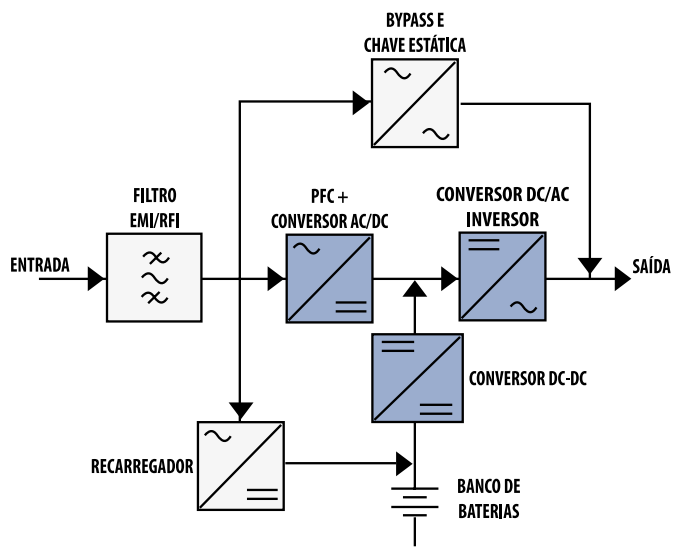 BYPASS E
CHAVE ESTÁTICA
FILTRO
EMI/RFI
PFC +
CONVERSOR AC/DC
CONVERSOR DC/AC
INVERSOR
ENTRADA
SAÍDA
CONVERSOR DC-DC
RECARREGADOR
BANCO DE
BATERIAS